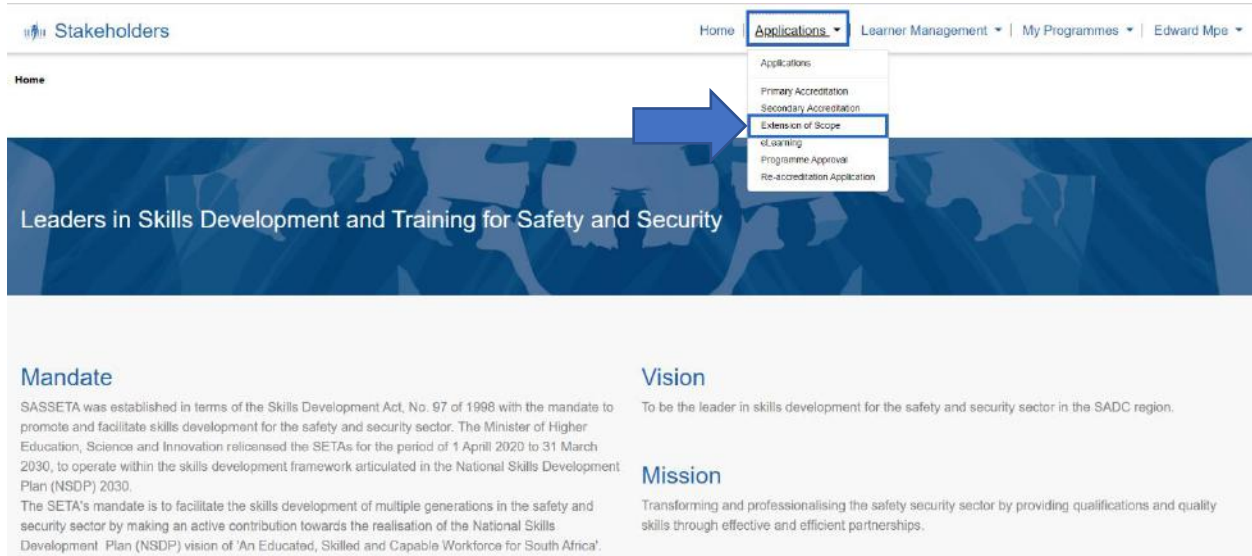 Stakeholders
Home | Applications | Learner Management | My Programmes | Edward Mpe
Home
Applications
Primary Accreditation
Secondary Accreditation
Extension of Scope
eLearning
Programme Approval
Re-accreditation Application
Leaders in Skills Development and Training for Safety and Security
Mandate
SASSETA was established in terms of the Skills Development Act, No. 97 of 1998 with the mandate to
promote and facilitate skills development for the safety and security sector. The Minister of Higher
Education, Science and Innovation relicensed the SETAs for the period of 1 Aprill 2020 to 31 March
2030, to operate within the skills development framework articulated in the National Skills Development
Plan (NSDP) 2030.
The SETA's mandate is to facilitate the skills development of multiple generations in the safety and
security sector by making an active contribution towards the realisation of the National Skills
Development Plan (NSDP) vision of 'An Educated, Skilled and Capable Workforce for South Africa'.
Vision
To be the leader in skills development for the safety and security sector in the SADC region.
Mission
Transforming and professionalising the safety security sector by providing qualifications and quality
skills through effective and efficient partnerships.